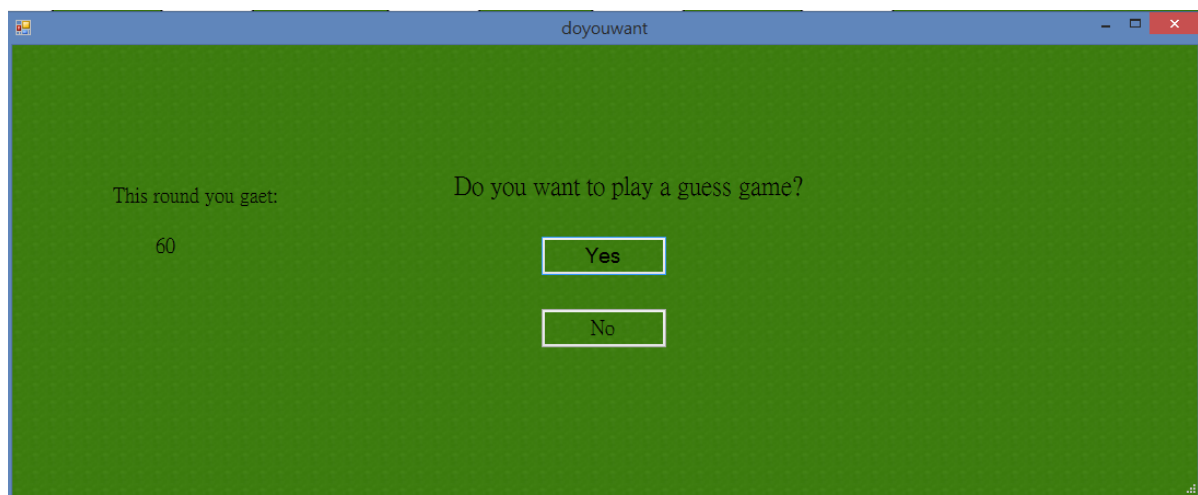 doyouwant
This round you gaet:
60
Do you want to play a guess game?
Yes
No